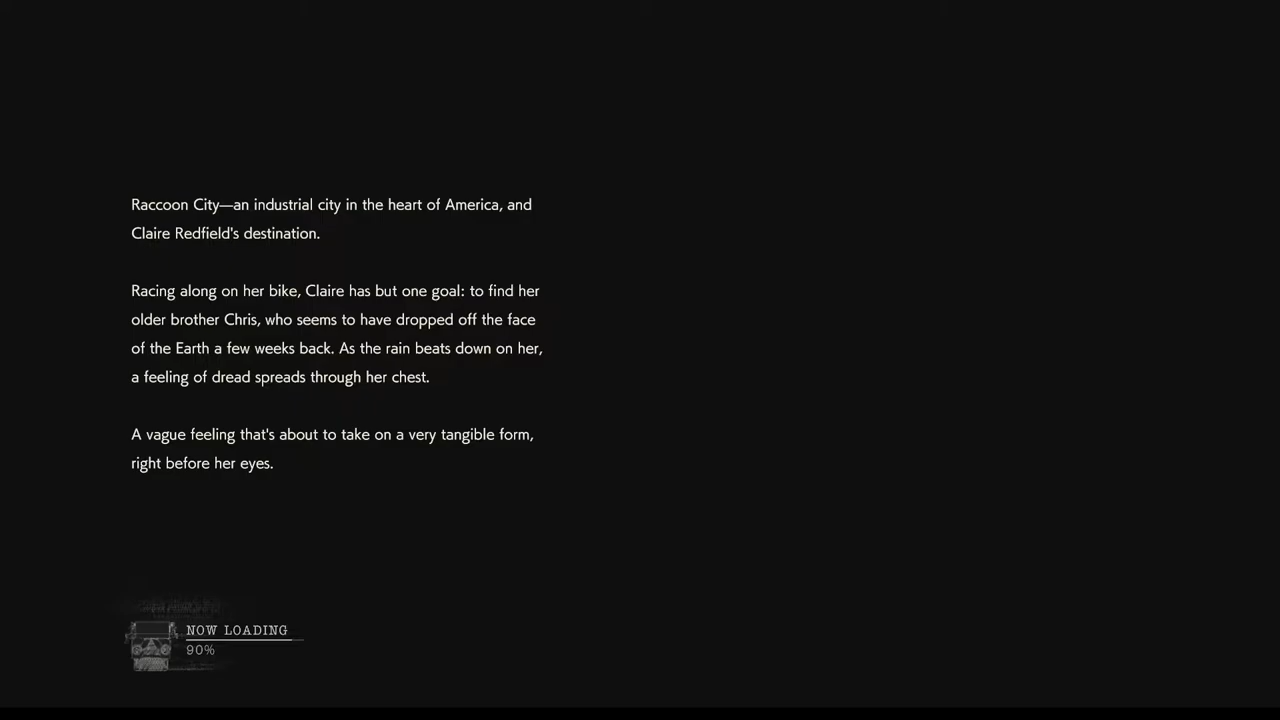 Raccoon City—an industrial city in the heart of America, and
Claire Redfield's destination.
Racing along on her bike, Claire has but one goal: to find her
older brother Chris, who seems to have dropped off the face
of the Earth a few weeks back. As the rain beats down on her,
a feeling of dread spreads through her chest.
A vague feeling that's about to take on a very tangible form,
right before her eyes.
NOW LOADING
90%